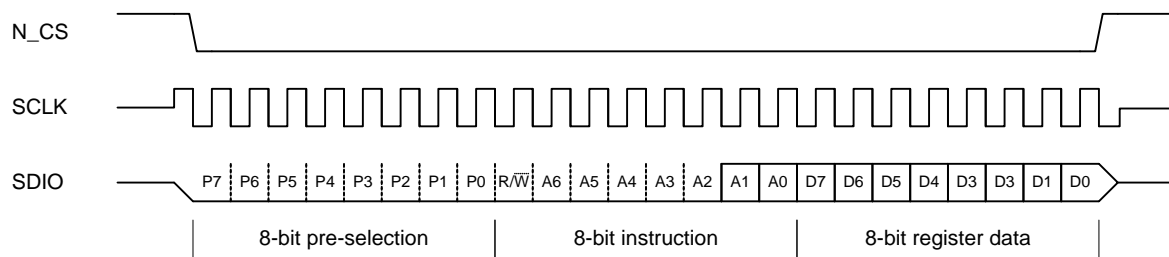 N_CS
SCLK
SDIO P7 P6 P5 P4 P3 P2 P1 P0 R/W̅ A6 A5 A4 A3 A2 A1 A0 D7 D6 D5 D4 D3 D3 D1 D0
8-bit pre-selection 8-bit instruction 8-bit register data